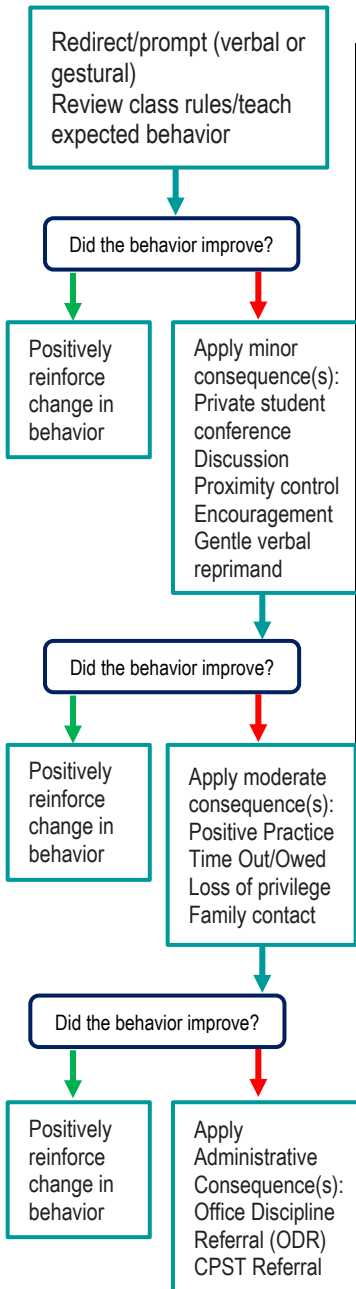 Redirect/prompt (verbal or
gestural)
Review class rules/teach
expected behavior
Did the behavior improve?
Positively
reinforce
change in
behavior
Apply minor
consequence(s):
Private student
conference
Discussion
Proximity control
Encouragement
Gentle verbal
reprimand
Did the behavior improve?
Positively
reinforce
change in
behavior
Apply moderate
consequence(s):
Positive Practice
Time Out/Owed
Loss of privilege
Family contact
Did the behavior improve?
Positively
reinforce
change in
behavior
Apply
Administrative
Consequence(s):
Office Discipline
Referral (ODR)
CPST Referral